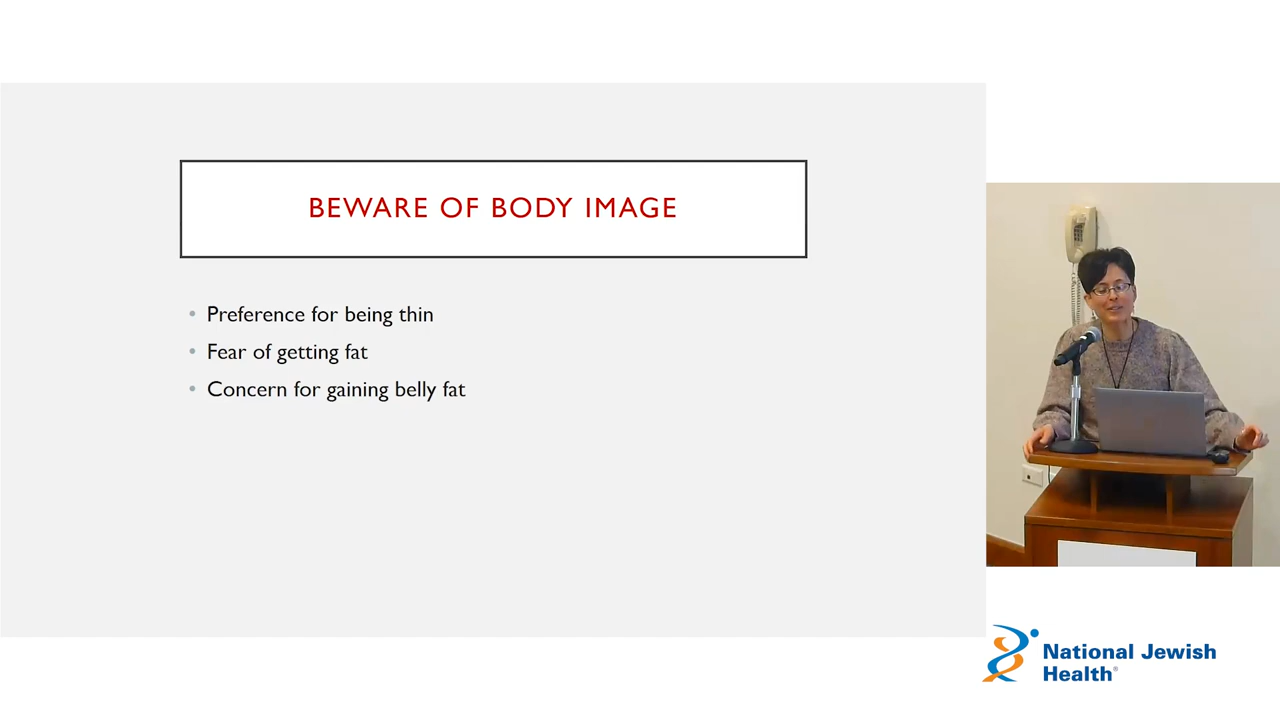 BEWARE OF BODY IMAGE
• Preference for being thin
• Fear of getting fat
• Concern for gaining belly fat
National Jewish
Health®